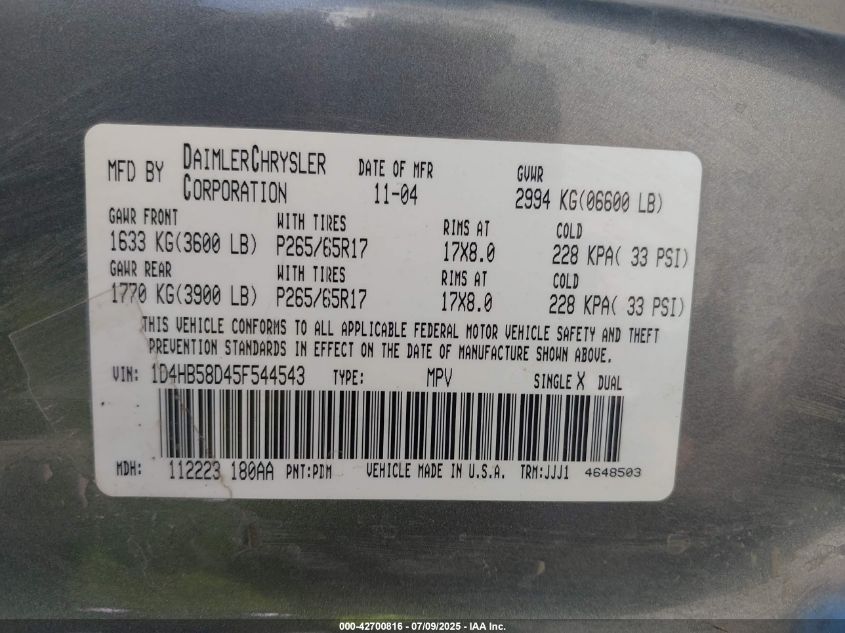 MFD BY DAIMLERCHRYSLER CORPORATION DATE OF MFR 11-04 GVWR 2994 KG(06600 LB)
GAWR FRONT WITH TIRES RIMS AT COLD
1633 KG(3600 LB) P265/65R17 17X8.0 228 KPA( 33 PSI)
GAWR REAR WITH TIRES RIMS AT COLD
1770 KG(3900 LB) P265/65R17 17X8.0 228 KPA( 33 PSI)
THIS VEHICLE CONFORMS TO ALL APPLICABLE FEDERAL MOTOR VEHICLE SAFETY AND THEFT
PREVENTION STANDARDS IN EFFECT ON THE DATE OF MANUFACTURE SHOWN ABOVE.
VIN: 1D4HB58D45F544543 TYPE: MPV SINGLE X DUAL
MDH: 112223 180AA PNT:PDM VEHICLE MADE IN U.S.A. TRM:JJJ1 4648503
000-42700816 - 07/09/2025 - IAA Inc.